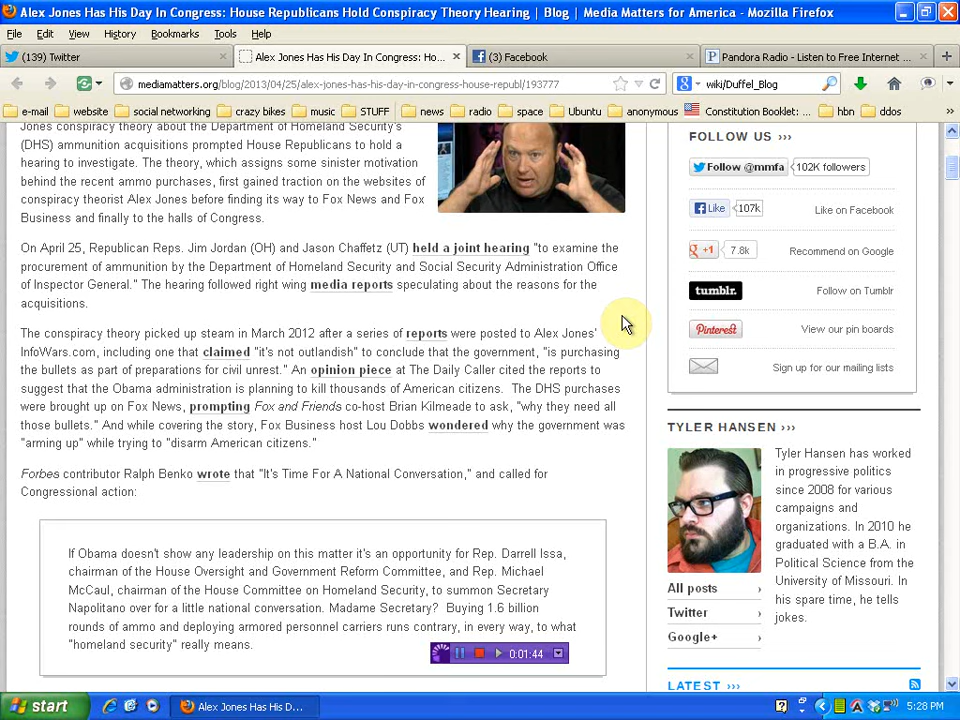 Alex Jones Has His Day In Congress: House Republicans Hold Conspiracy Theory Hearing | Blog | Media Matters for America - Mozilla Firefox
File Edit View History Bookmarks Tools Help
(139) Twitter × Alex Jones Has His Day In Congress: Ho... × (3) Facebook × Pandora Radio - Listen to Free Internet ... ×
mediamatters.org/blog/2013/04/25/alex-jones-has-his-day-in-congress-house-republ/193777 wiki/Duffel_Blog
e-mail website social networking crazy bikes music STUFF news radio space Ubuntu anonymous Constitution Booklet:... hbn ddos
Jones conspiracy theory about the Department of Homeland Security's
(DHS) ammunition acquisitions prompted House Republicans to hold a
hearing to investigate. The theory, which assigns some sinister motivation
behind the recent ammo purchases, first gained traction on the websites of
conspiracy theorist Alex Jones before finding its way to Fox News and Fox
Business and finally to the halls of Congress.
On April 25, Republican Reps. Jim Jordan (OH) and Jason Chaffetz (UT) held a joint hearing "to examine the
procurement of ammunition by the Department of Homeland Security and Social Security Administration Office
of Inspector General." The hearing followed right wing media reports speculating about the reasons for the
acquisitions.
The conspiracy theory picked up steam in March 2012 after a series of reports were posted to Alex Jones'
InfoWars.com, including one that claimed "it's not outlandish" to conclude that the government, "is purchasing
the bullets as part of preparations for civil unrest." An opinion piece at The Daily Caller cited the reports to
suggest that the Obama administration is planning to kill thousands of American citizens. The DHS purchases
were brought up on Fox News, prompting Fox and Friends co-host Brian Kilmeade to ask, "why they need all
those bullets." And while covering the story, Fox Business host Lou Dobbs wondered why the government was
"arming up" while trying to "disarm American citizens."
Forbes contributor Ralph Benko wrote that "It's Time For A National Conversation," and called for
Congressional action:
If Obama doesn't show any leadership on this matter it's an opportunity for Rep. Darrell Issa,
chairman of the House Oversight and Government Reform Committee, and Rep. Michael
McCaul, chairman of the House Committee on Homeland Security, to summon Secretary
Napolitano over for a little national conversation. Madame Secretary? Buying 1.6 billion
rounds of ammo and deploying armored personnel carriers runs contrary, in every way, to what
"homeland security" really means.
0:01:44
FOLLOW US ›››
Follow @mmfa 102K followers
Like 107k Like on Facebook
+1 7.8k Recommend on Google
tumblr. Follow on Tumblr
Pinterest View our pin boards
Sign up for our mailing lists
TYLER HANSEN ›››
Tyler Hansen has
worked
in progressive politics
since 2008 for various
campaigns and
organizations. In 2010 he
graduated with a B.A. in
Political Science from the
University of Missouri. In
his spare time, he tells
jokes.
All posts ›
Twitter ›
Google+ ›
LATEST ›››
start Alex Jones Has His D... 5:28 PM